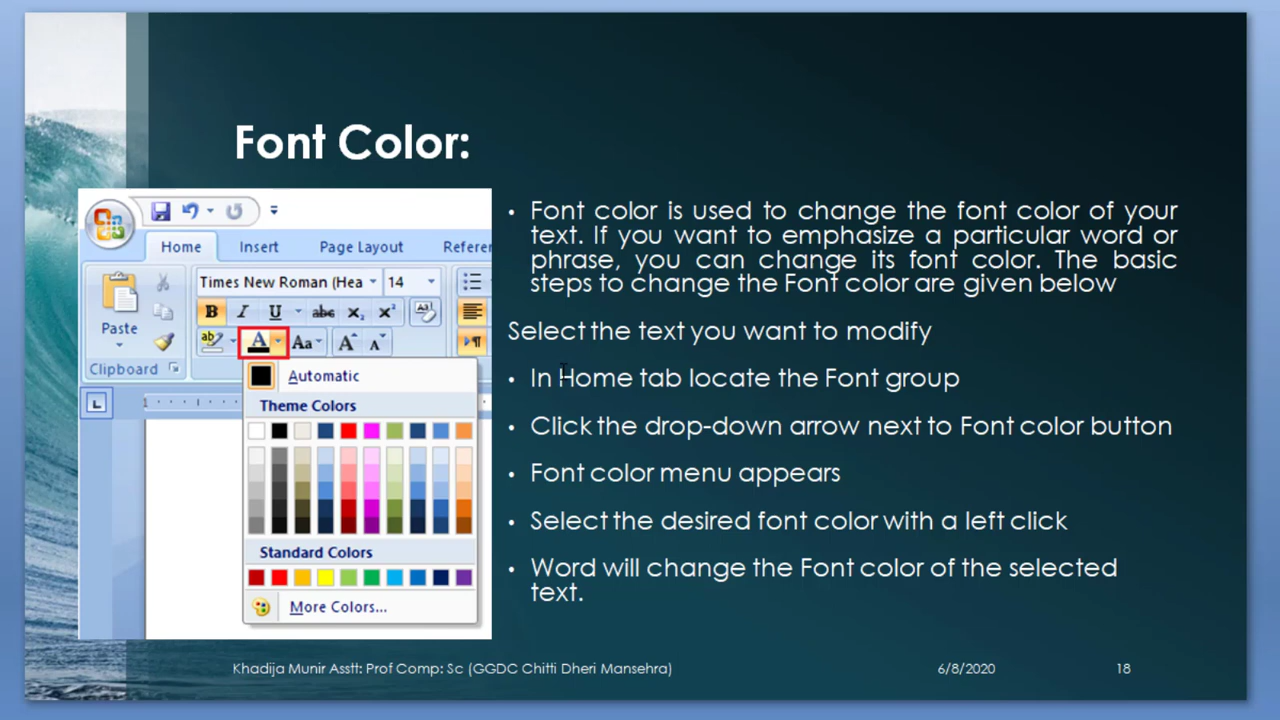 Font Color:
Home Insert Page Layout Refere
Times New Roman (Hea 14
B I U abc x₂ x²
Paste
ab A Aa A A
Clipboard
L 1
Automatic
Theme Colors
Standard Colors
More Colors...
• Font color is used to change the font color of your
text. If you want to emphasize a particular word or
phrase, you can change its font color. The basic
steps to change the Font color are given below
Select the text you want to modify
• In Home tab locate the Font group
• Click the drop-down arrow next to Font color button
• Font color menu appears
• Select the desired font color with a left click
• Word will change the Font color of the selected
text.
Khadija Munir Asstt: Prof Comp: Sc (GGDC Chitti Dheri Mansehra) 6/8/2020 18